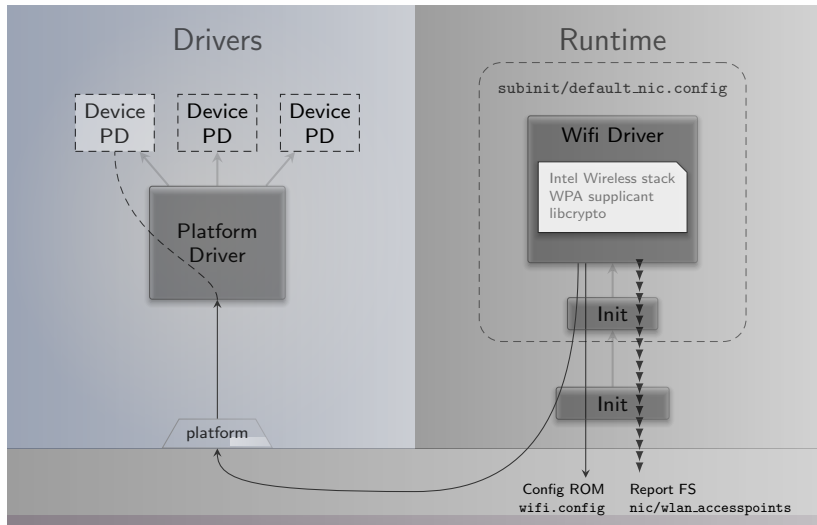 Drivers
Runtime
Device
PD
Device
PD
Device
PD
Platform
Driver
platform
subinit/default_nic.config
Wifi Driver
Intel Wireless stack
WPA supplicant
libcrypto
Init
Init
Config ROM
wifi.config
Report FS
nic/wlan_accesspoints